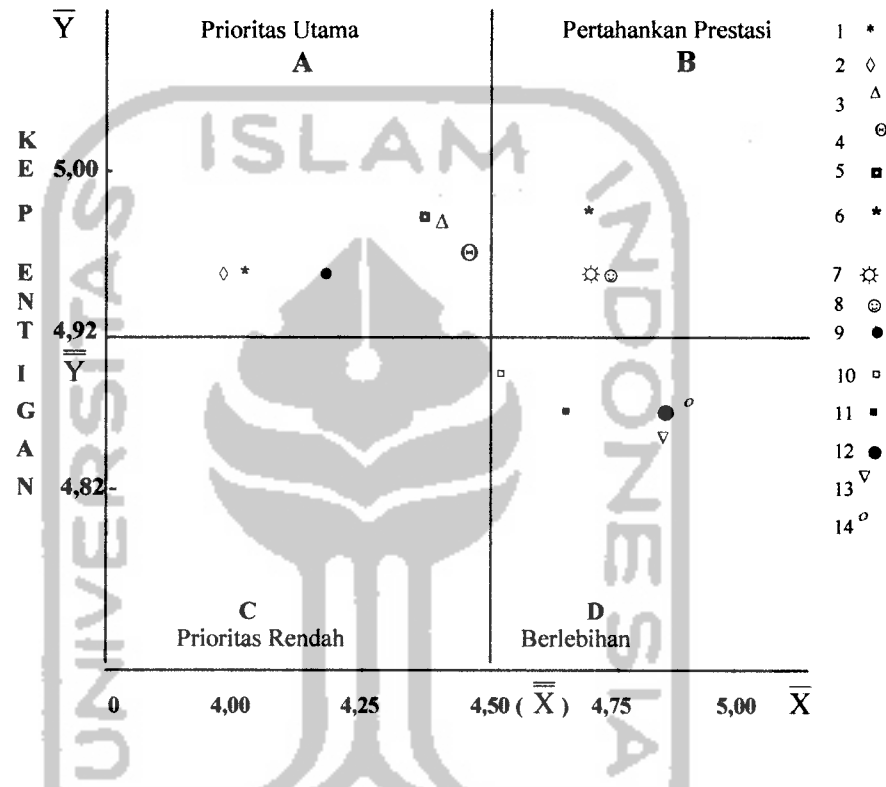 Y Prioritas Utama Pertahankan Prestasi
A B
1 *
2 ◊
3 Δ
4 Θ
5
6 *
7 ☼
8 ☺
9 ●
10 □
11 ■
12 ●
13 ▽
14 o
KEPENTINGAN
5,00
4,92
Y
4,82
C D
Prioritas Rendah Berlebihan
0 4,00 4,25 4,50 ( X ) 4,75 5,00 X
UNIVERSITAS
ISLAM
INDONESIA